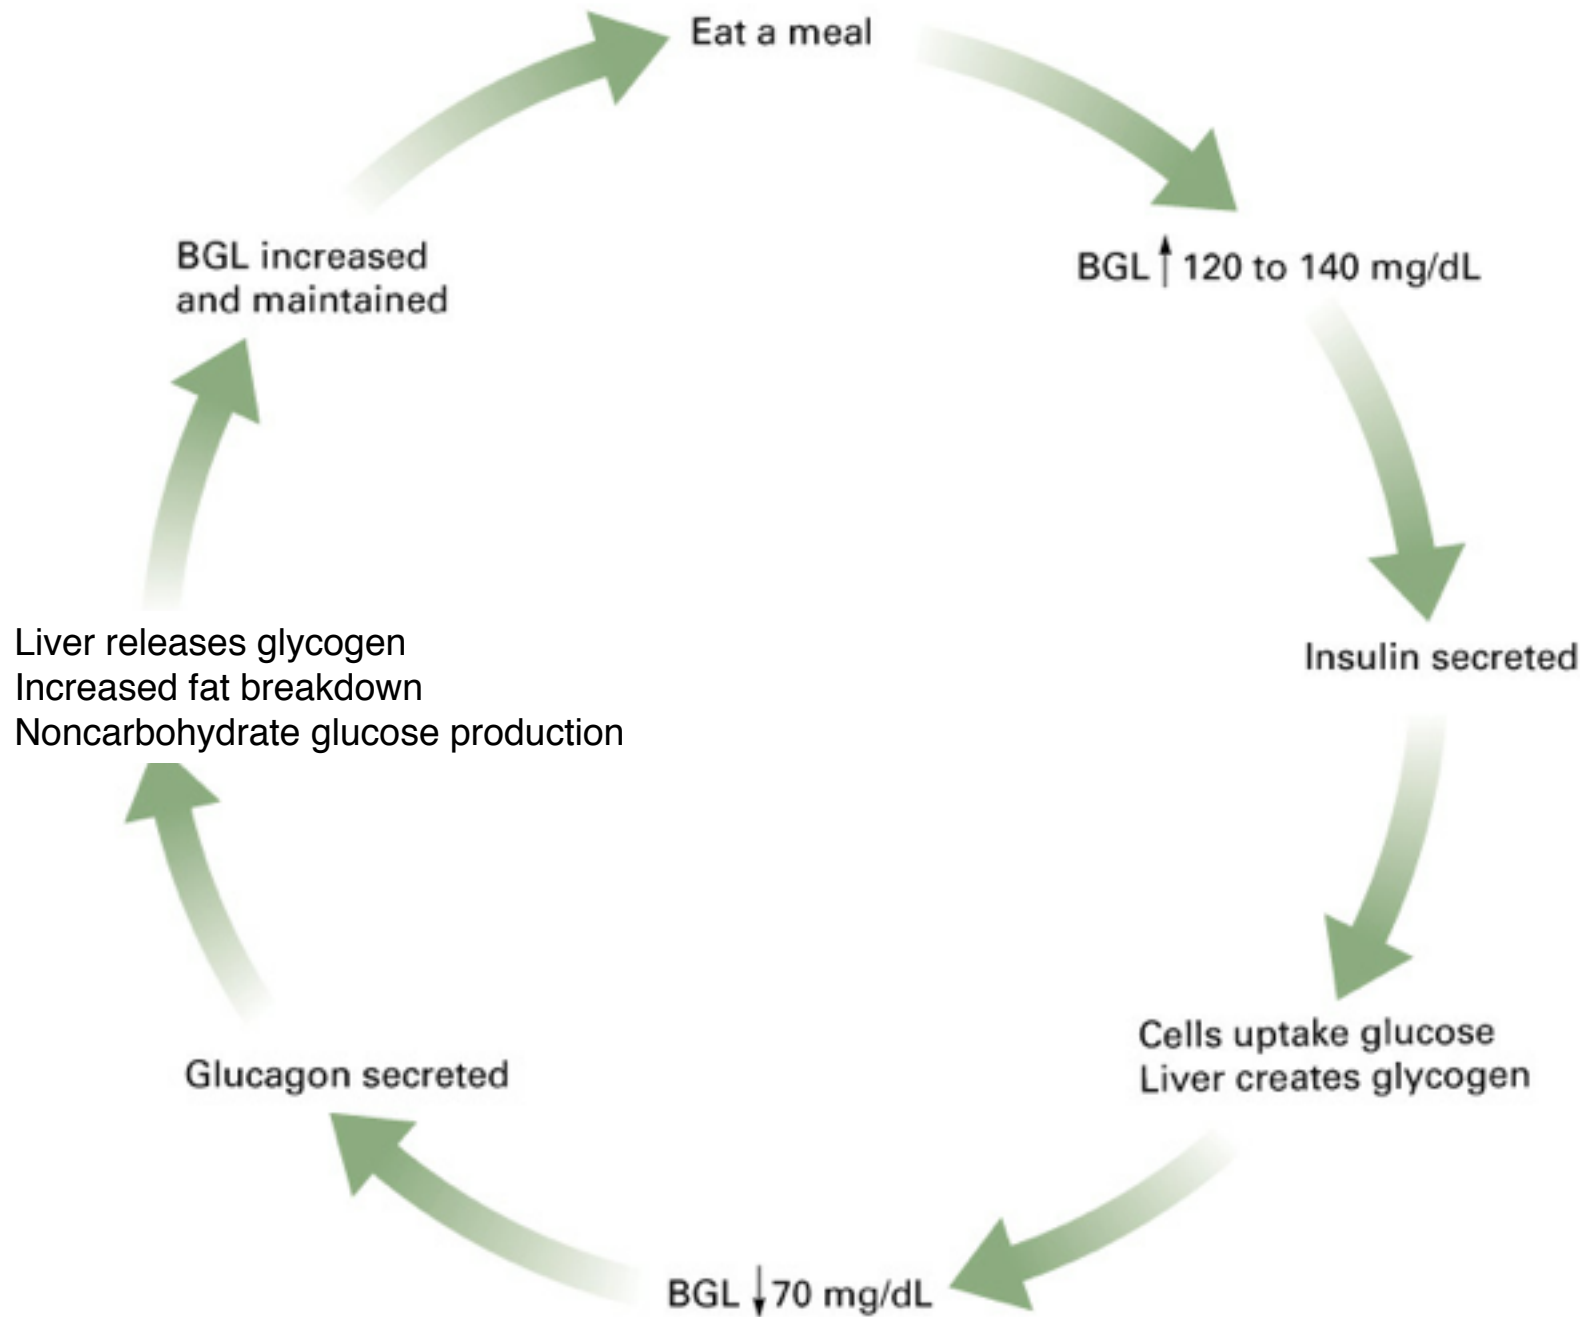 Eat a meal
BGL ↑ 120 to 140 mg/dL
Insulin secreted
Cells uptake glucose
Liver creates glycogen
BGL ↓ 70 mg/dL
Glucagon secreted
Liver releases glycogen
Increased fat breakdown
Noncarbohydrate glucose production
BGL increased
and maintained